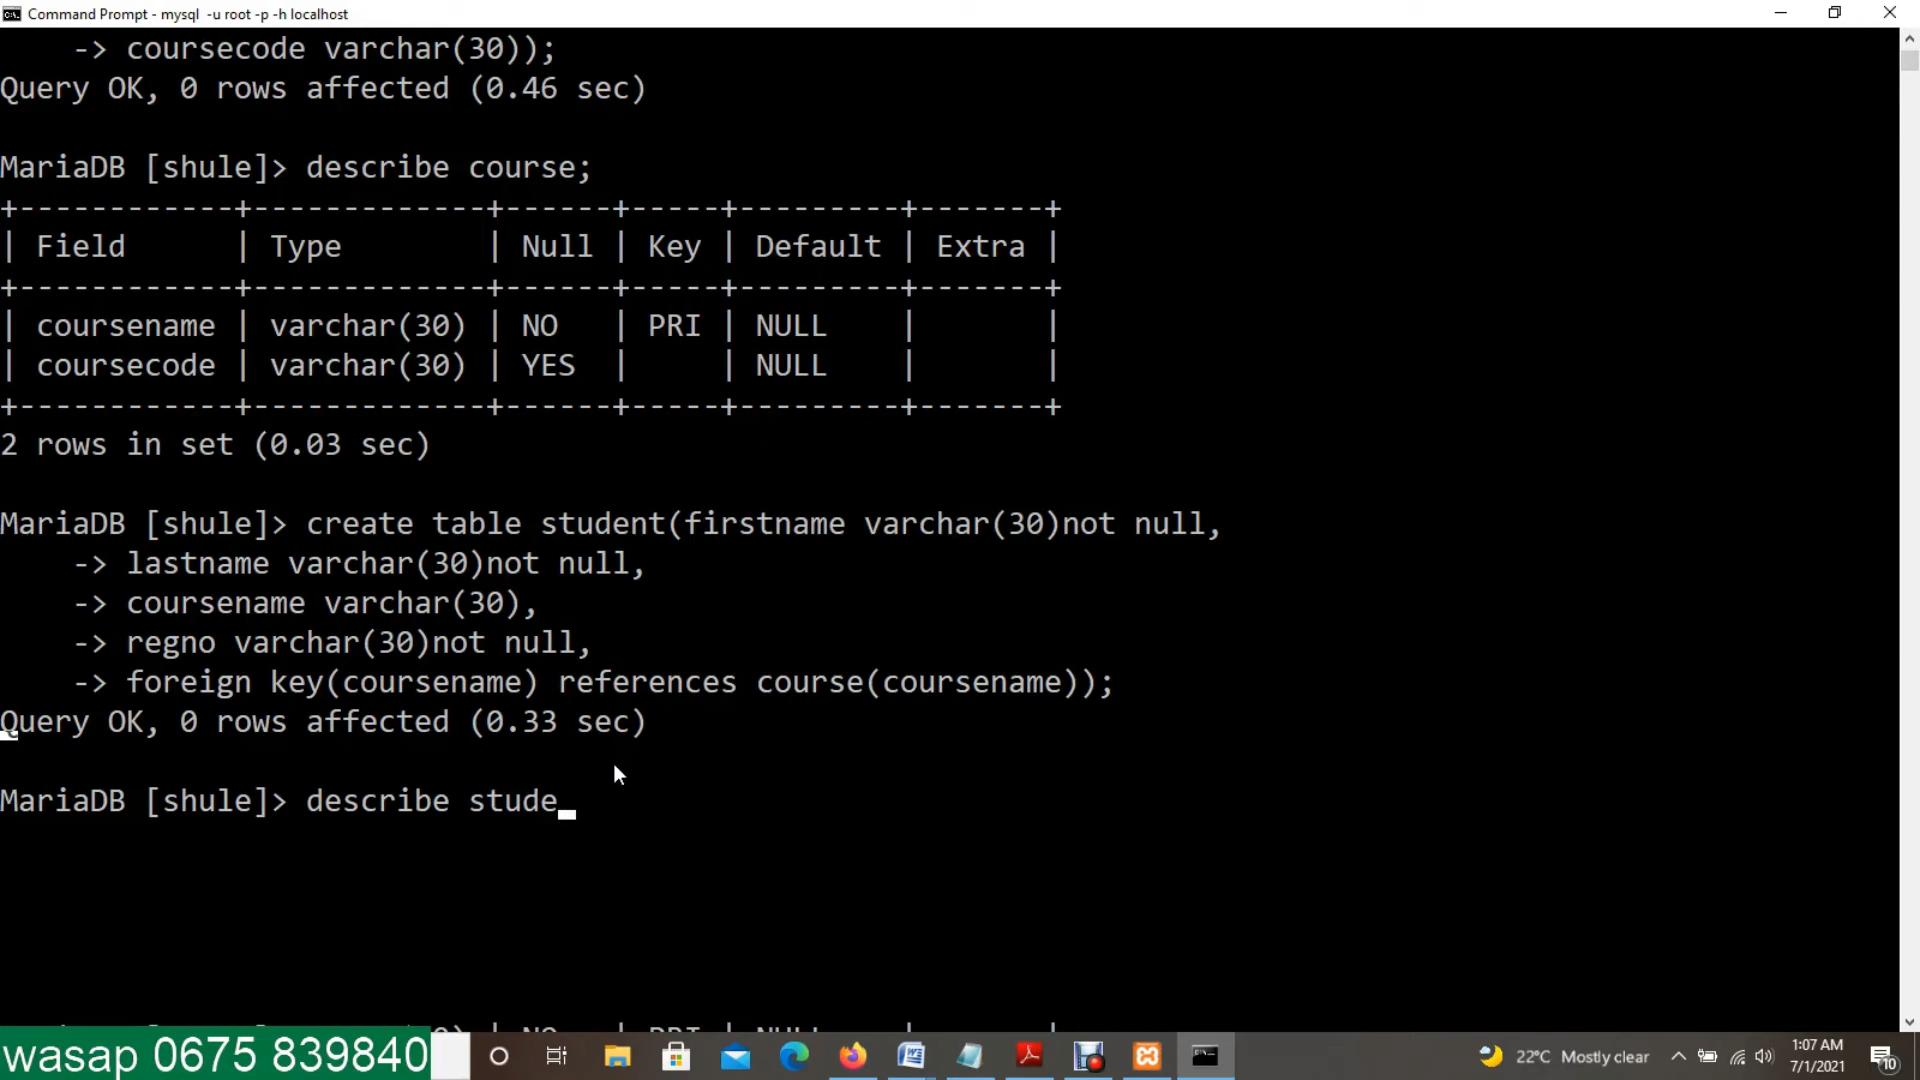 Command Prompt - mysql  -u root -p -h localhost
    -> coursecode varchar(30));
Query OK, 0 rows affected (0.46 sec)
MariaDB [shule]> describe course;
+------------+-------------+------+-----+---------+-------+
| Field      | Type        | Null | Key | Default | Extra |
+------------+-------------+------+-----+---------+-------+
| coursename | varchar(30) | NO   | PRI | NULL    |       |
| coursecode | varchar(30) | YES  |     | NULL    |       |
+------------+-------------+------+-----+---------+-------+
2 rows in set (0.03 sec)
MariaDB [shule]> create table student(firstname varchar(30)not null,
    -> lastname varchar(30)not null,
    -> coursename varchar(30),
    -> regno varchar(30)not null,
    -> foreign key(coursename) references course(coursename));
Query OK, 0 rows affected (0.33 sec)
MariaDB [shule]> describe stude_
| NO | PRI | NULL |
wasap 0675 839840
22°C Mostly clear
1:07 AM
7/1/2021
10